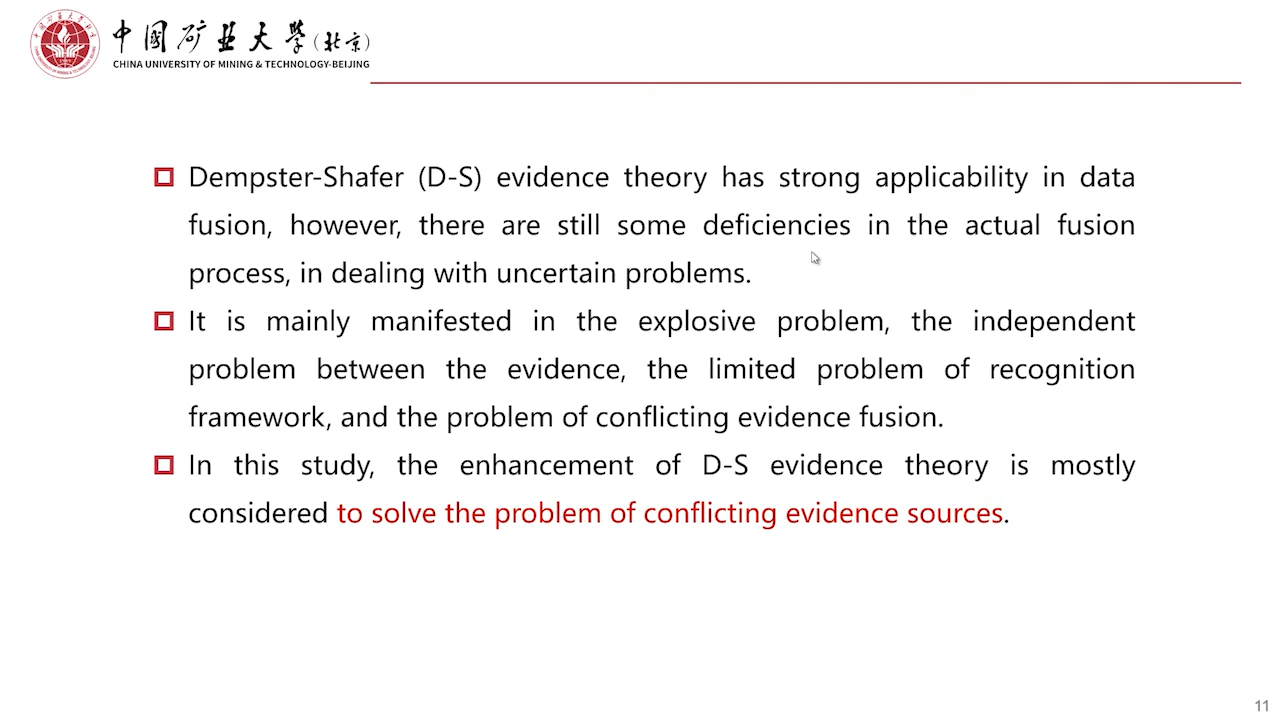 中国矿业大学(北京)
CHINA UNIVERSITY OF MINING & TECHNOLOGY-BEIJING
Dempster-Shafer (D-S) evidence theory has strong applicability in data
fusion, however, there are still some deficiencies in the actual fusion
process, in dealing with uncertain problems.
It is mainly manifested in the explosive problem, the independent
problem between the evidence, the limited problem of recognition
framework, and the problem of conflicting evidence fusion.
In this study, the enhancement of D-S evidence theory is mostly
considered to solve the problem of conflicting evidence sources.
11